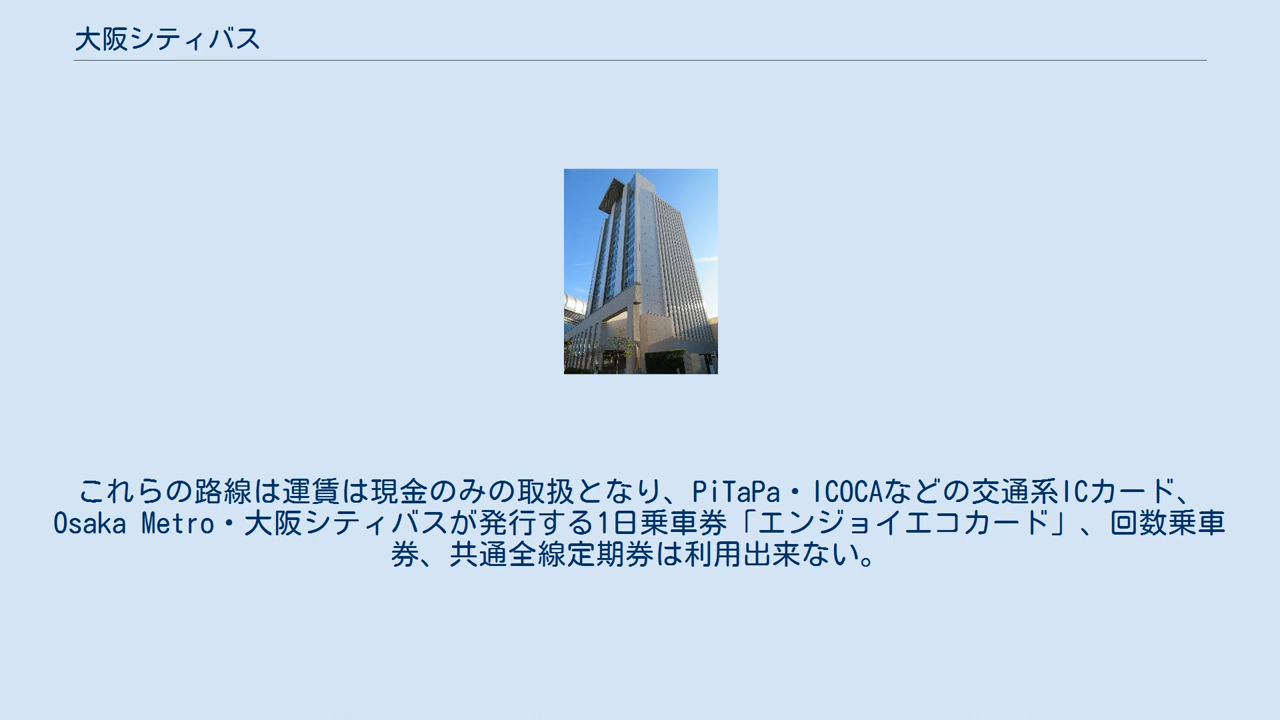 大阪シティバス
これらの路線は運賃は現金のみの取扱となり、PiTaPa・ICOCAなどの交通系ICカード、
Osaka Metro・大阪シティバスが発行する1日乗車券「エンジョイエコカード」、回数乗車
券、共通全線定期券は利用出来ない。